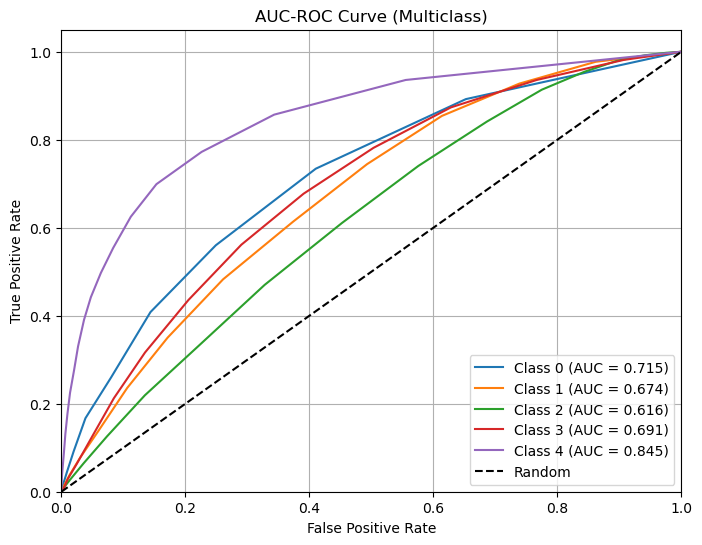 AUC-ROC Curve (Multiclass)
True Positive Rate
1.0
0.8
0.6
0.4
0.2
0.0
Class 0 (AUC = 0.715)
Class 1 (AUC = 0.674)
Class 2 (AUC = 0.616)
Class 3 (AUC = 0.691)
Class 4 (AUC = 0.845)
Random
0.0 0.2 0.4 0.6 0.8 1.0
False Positive Rate